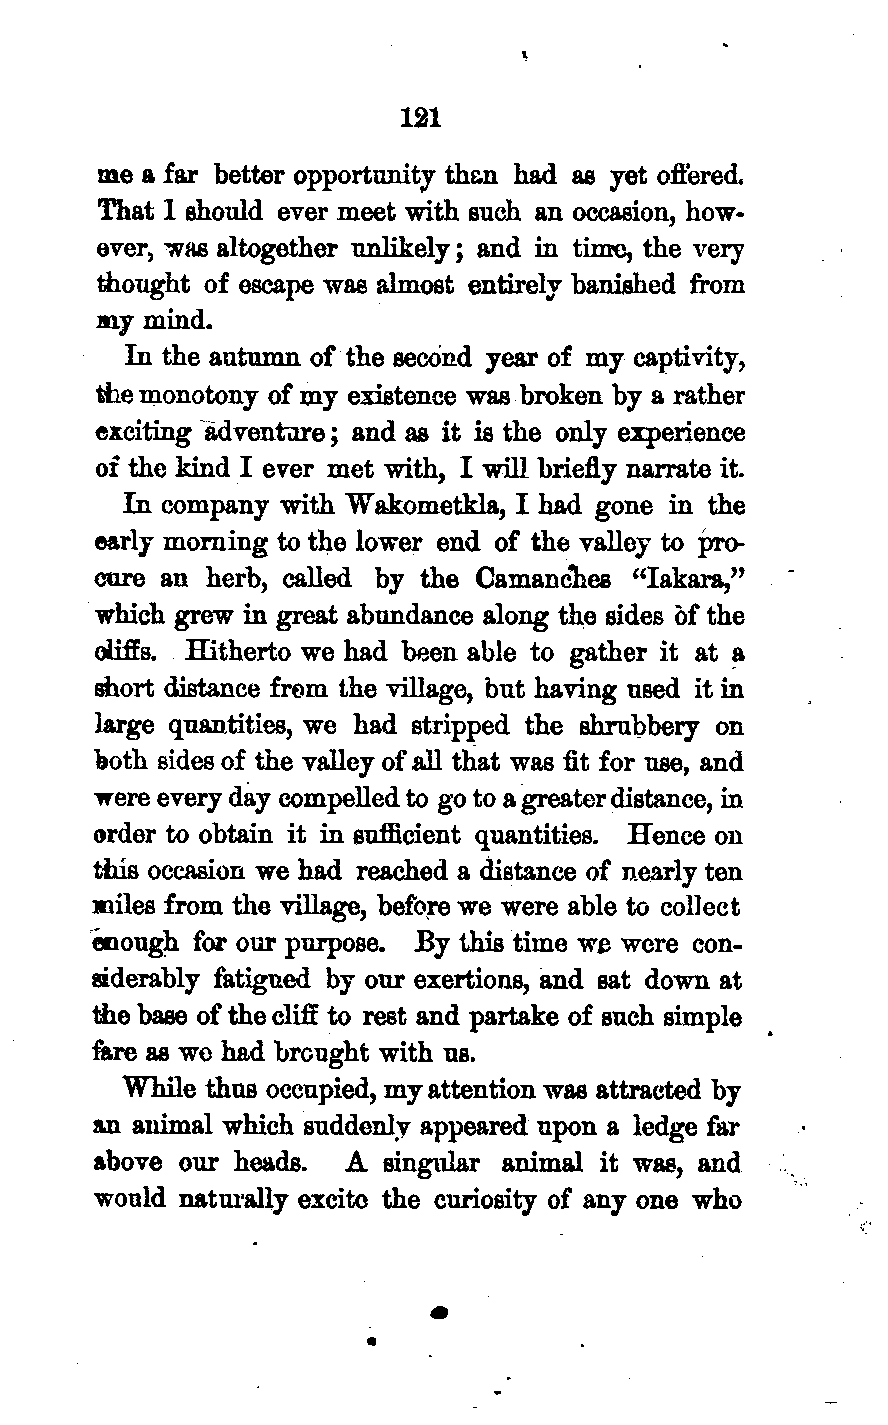 121
me a far better opportunity than had as yet offered.
That I should ever meet with such an occasion, how-
ever, was altogether unlikely; and in time, the very
thought of escape was almost entirely banished from
my mind.
In the autumn of the second year of my captivity,
the monotony of my existence was broken by a rather
exciting adventure; and as it is the only experience
of the kind I ever met with, I will briefly narrate it.
In company with Wakometkla, I had gone in the
early morning to the lower end of the valley to pro-
cure an herb, called by the Camanches “Iakara,”
which grew in great abundance along the sides of the
cliffs. Hitherto we had been able to gather it at a
short distance from the village, but having used it in
large quantities, we had stripped the shrubbery on
both sides of the valley of all that was fit for use, and
were every day compelled to go to a greater distance, in
order to obtain it in sufficient quantities. Hence on
this occasion we had reached a distance of nearly ten
miles from the village, before we were able to collect
enough for our purpose. By this time we were con-
siderably fatigued by our exertions, and sat down at
the base of the cliff to rest and partake of such simple
fare as we had brought with us.
While thus occupied, my attention was attracted by
an animal which suddenly appeared upon a ledge far
above our heads. A singular animal it was, and
would naturally excite the curiosity of any one who